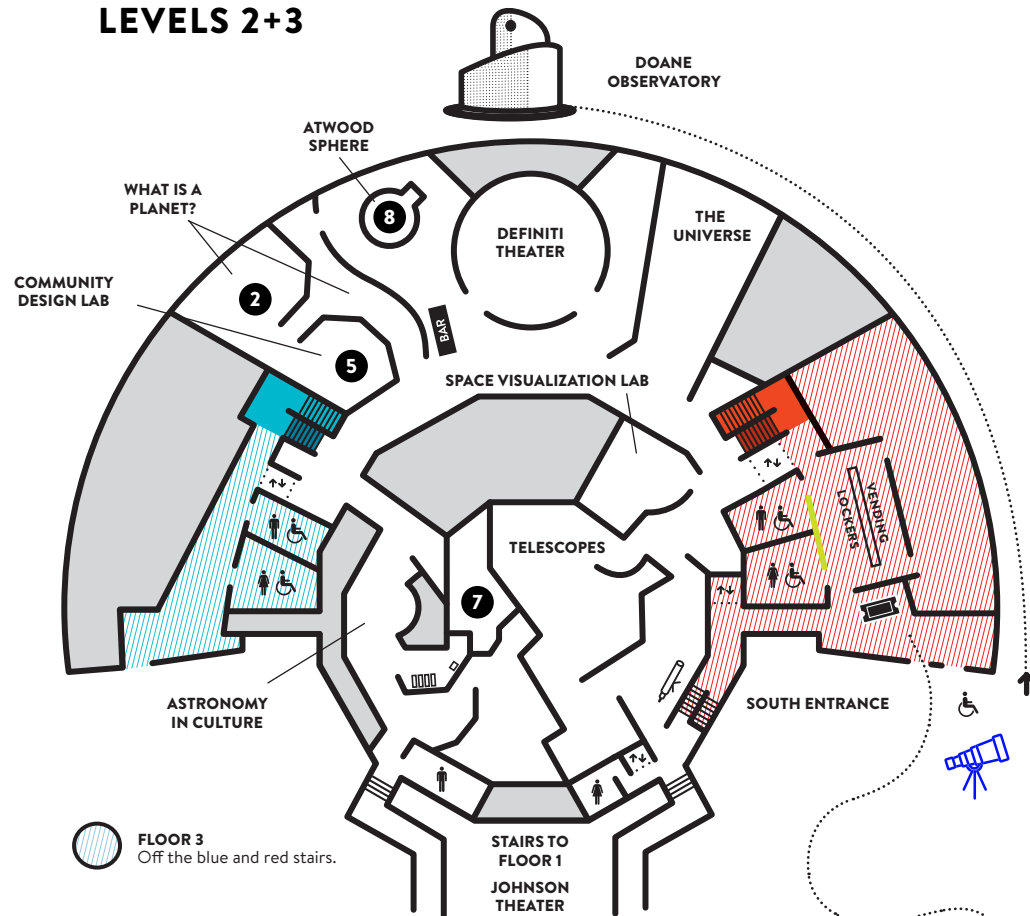 LEVELS 2+3
DOANE
OBSERVATORY
ATWOOD
SPHERE
WHAT IS A
PLANET?
8
THE
UNIVERSE
DEFINITI
THEATER
COMMUNITY
DESIGN LAB
2
BAR
5
SPACE VISUALIZATION LAB
VENDING
LOCKERS
TELESCOPES
7
ASTRONOMY
IN CULTURE
SOUTH ENTRANCE
1
FLOOR 3
Off the blue and red stairs.
STAIRS TO
FLOOR 1
JOHNSON
THEATER